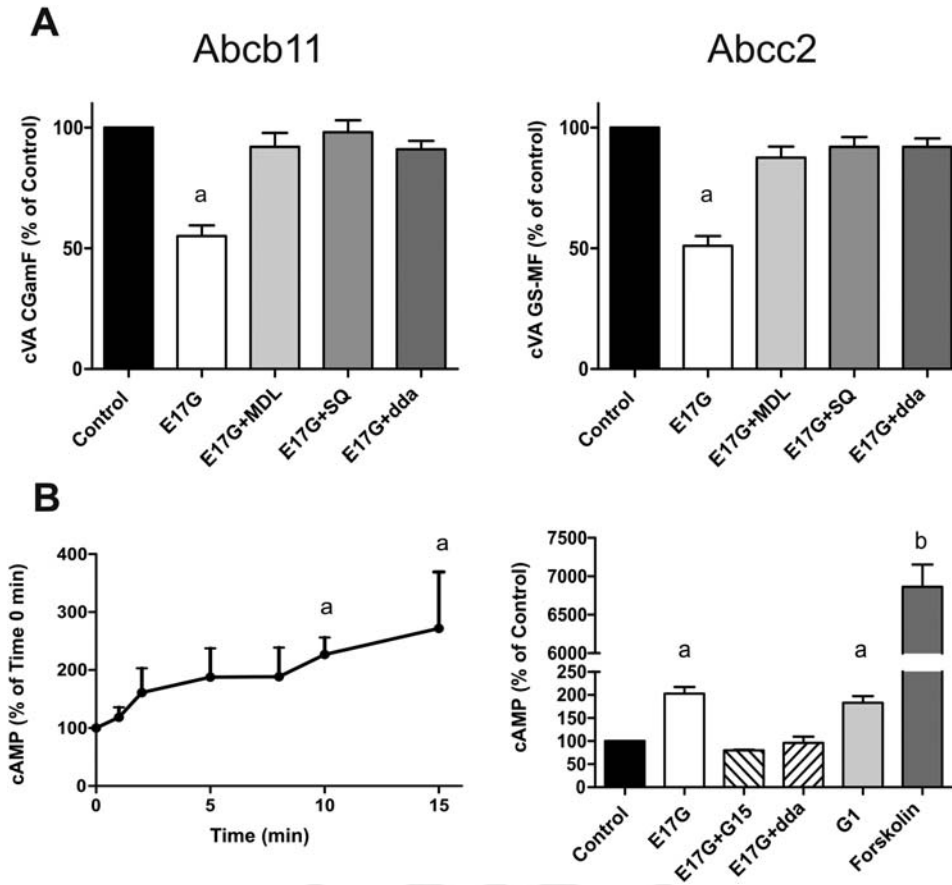 A
Abcb11
Abcc2
cVA CGamF (% of Control)
100
50
0
a
Control
E17G
E17G+MDL
E17G+SQ
E17G+dda
cVA GS-MF (% of control)
100
50
0
a
Control
E17G
E17G+MDL
E17G+SQ
E17G+dda
B
cAMP (% of Time 0 min)
400
300
200
100
0
a
a
0
5
10
15
Time (min)
cAMP (% of Control)
7500
7000
6500
6000
250
200
150
100
50
0
a
a
b
Control
E17G
E17G+G15
E17G+dda
G1
Forskolin